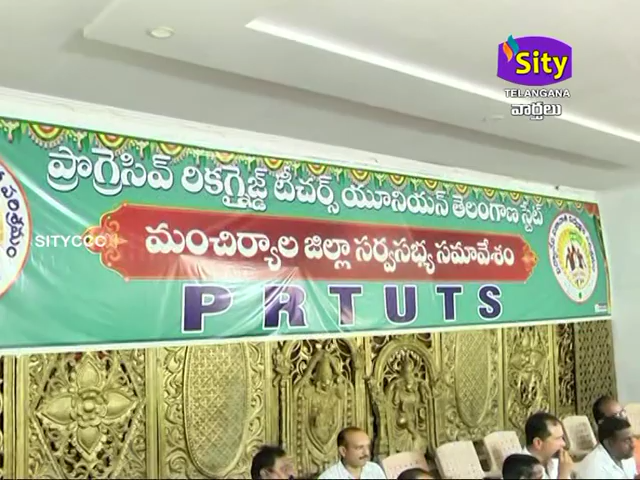 Sity
TELANGANA
వార్తలు
ప్రొగ్రెసివ్ రికగ్నైజ్డ్ టీచర్స్ యూనియన్ తెలంగాణ స్టేట్
SITYCCC
మంచిర్యాల జిల్లా సర్వసభ్య సమావేశం
PRTUTS